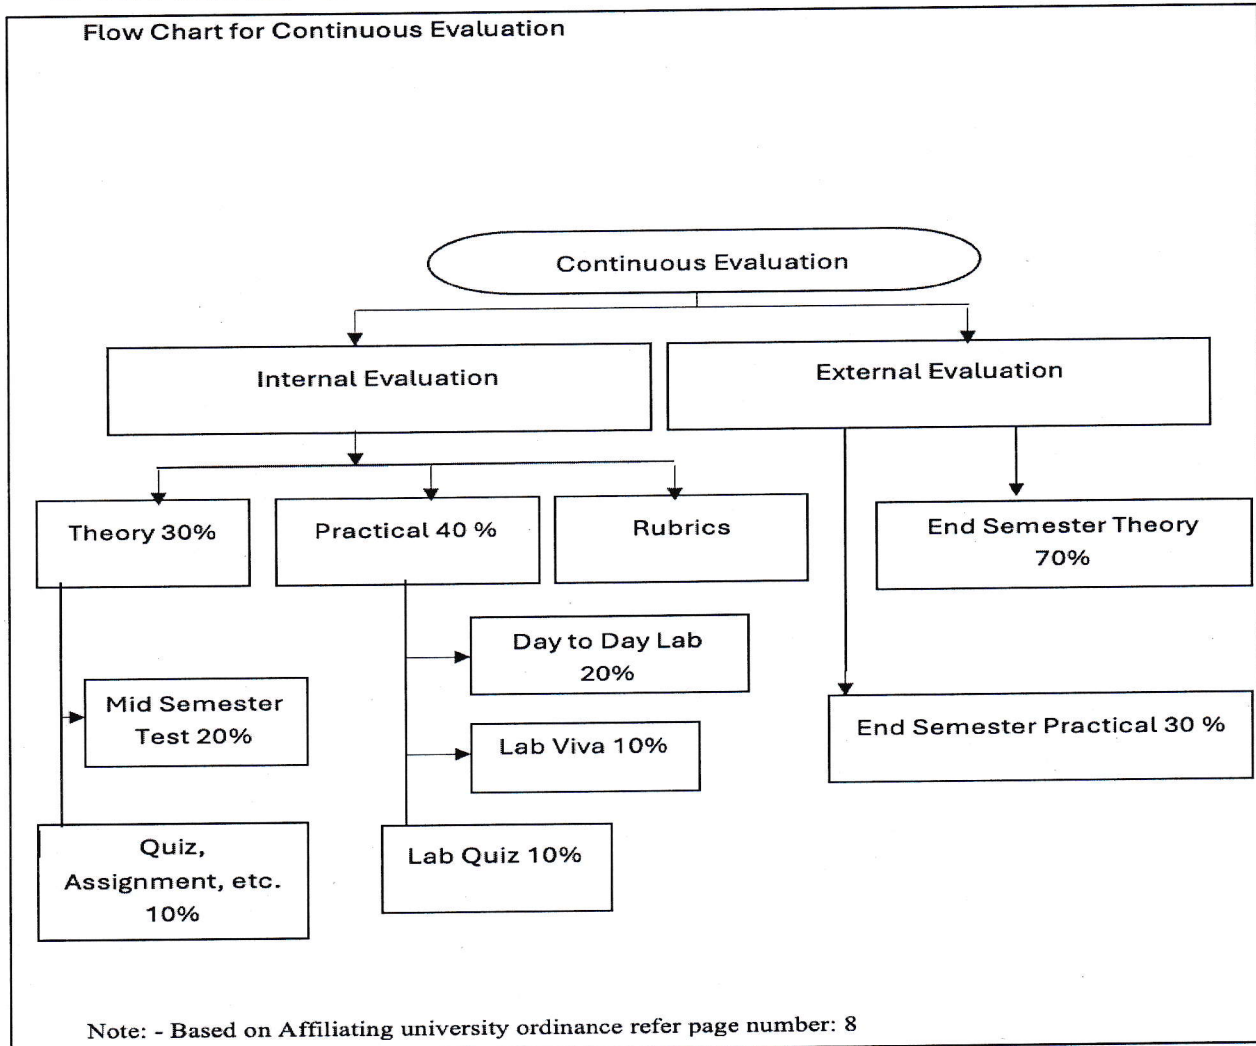 Flow Chart for Continuous Evaluation
Continuous Evaluation
Internal Evaluation
External Evaluation
Theory 30%
Practical 40 %
Rubrics
End Semester Theory
70%
Day to Day Lab
20%
Mid Semester
Test 20%
Lab Viva 10%
End Semester Practical 30 %
Quiz,
Assignment, etc.
10%
Lab Quiz 10%
Note: - Based on Affiliating university ordinance refer page number: 8